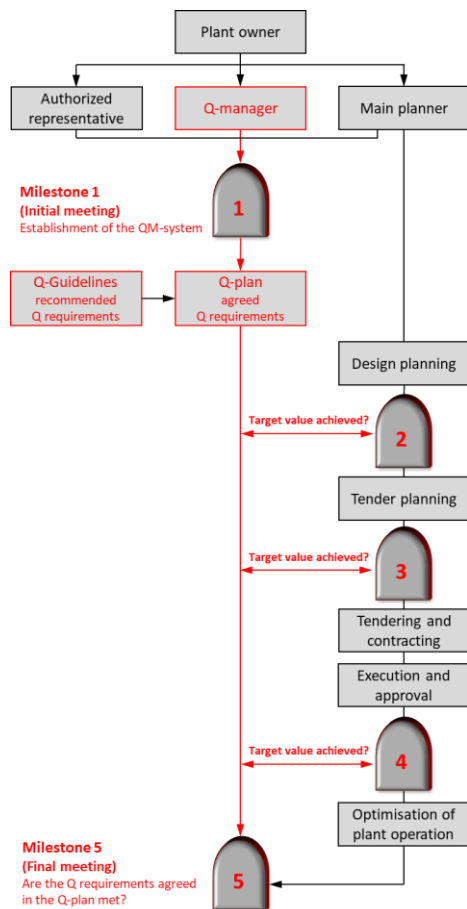 Plant owner
Authorized
representative
Q-manager
Main planner
Milestone 1
(Initial meeting)
Establishment of the QM-system
1
Q-Guidelines
recommended
Q requirements
Q-plan
agreed
Q requirements
Design planning
Target value achieved?
2
Tender planning
Target value achieved?
3
Tendering and
contracting
Execution and
approval
Target value achieved?
4
Optimisation of
plant operation
Milestone 5
(Final meeting)
Are the Q requirements agreed
in the Q-plan met?
5